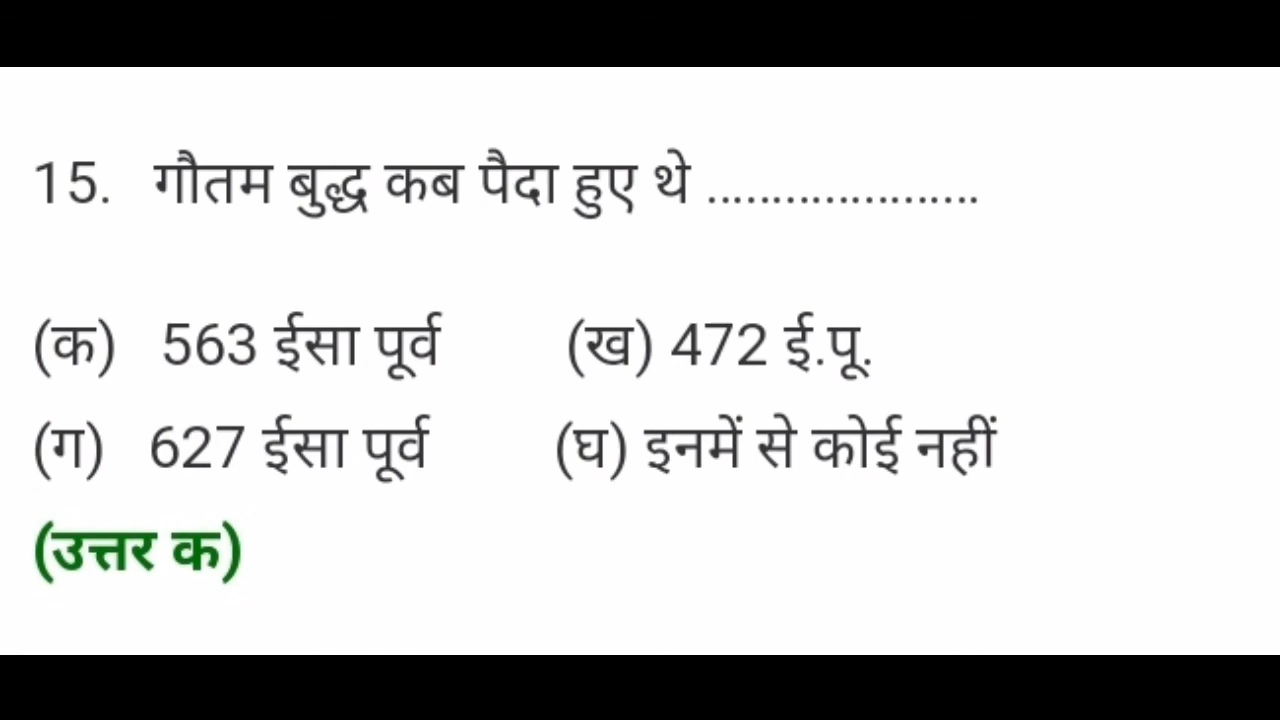 15. गौतम बुद्ध कब पैदा हुए थे .....................
(क) 563 ईसा पूर्व (ख) 472 ई.पू.
(ग) 627 ईसा पूर्व (घ) इनमें से कोई नहीं
(उत्तर क)